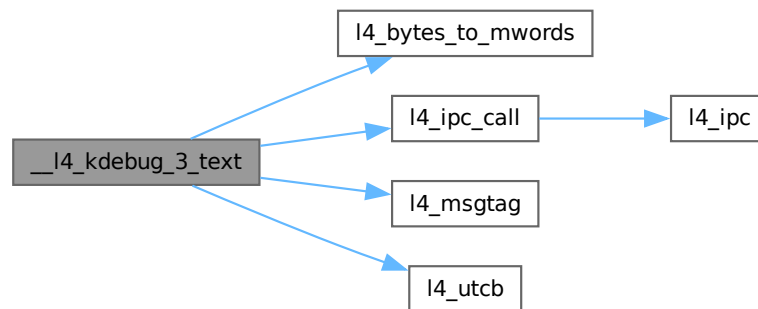 l4_bytes_to_mwords
l4_ipc_call
l4_ipc
__l4_kdebug_3_text
l4_msgtag
l4_utcb